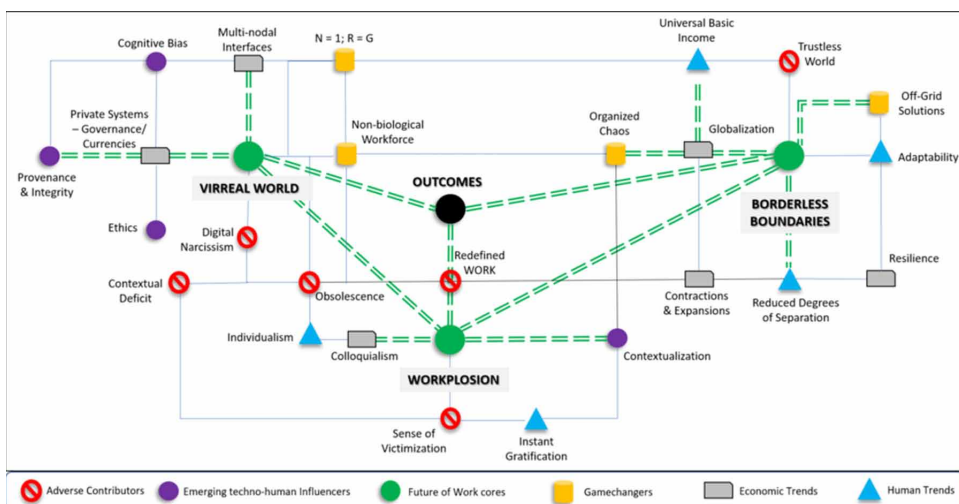 Cognitive Bias
Multi-nodal
Interfaces
N = 1; R = G
Universal Basic
Income
Trustless
World
Private Systems
– Governance/
Currencies
Non-biological
Workforce
Organized
Chaos
Globalization
Off-Grid
Solutions
Provenance
& Integrity
VIRREAL WORLD
OUTCOMES
Adaptability
BORDERLESS
BOUNDARIES
Ethics
Digital
Narcissism
Redefined
WORK
Resilience
Contextual
Deficit
Obsolescence
Contractions
& Expansions
Reduced Degrees
of Separation
Individualism
Colloquialism
Contextualization
WORKPLOSION
Sense of
Victimization
Instant
Gratification
Adverse Contributors
Emerging techno-human Influencers
Future of Work cores
Gamechangers
Economic Trends
Human Trends